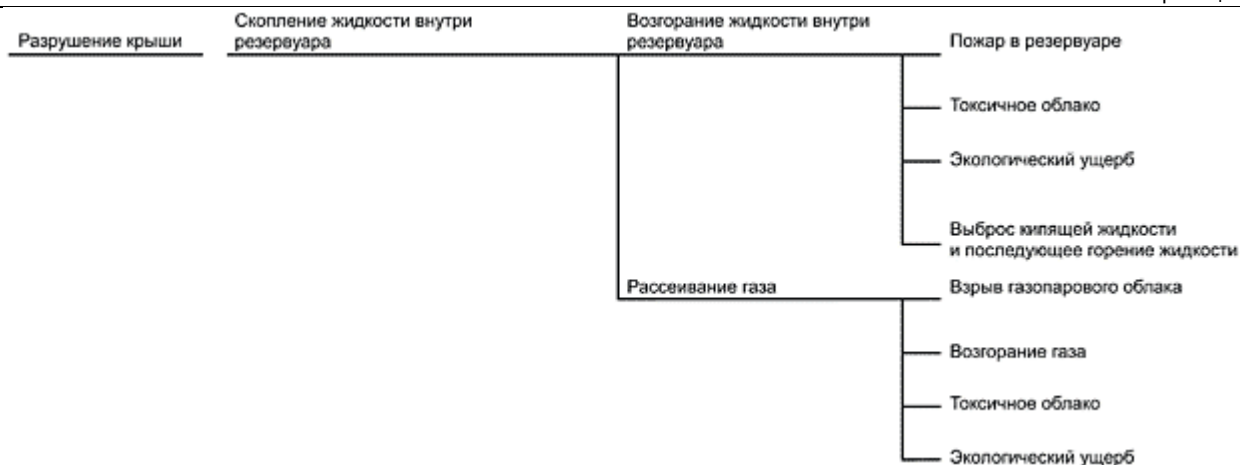 Разрушение крыши
Скопление жидкости внутри
резервуара
Возгорание жидкости внутри
резервуара
Пожар в резервуаре
Токсичное облако
Экологический ущерб
Выброс кипящей жидкости
и последующее горение жидкости
Рассеивание газа
Взрыв газопарового облака
Возгорание газа
Токсичное облако
Экологический ущерб